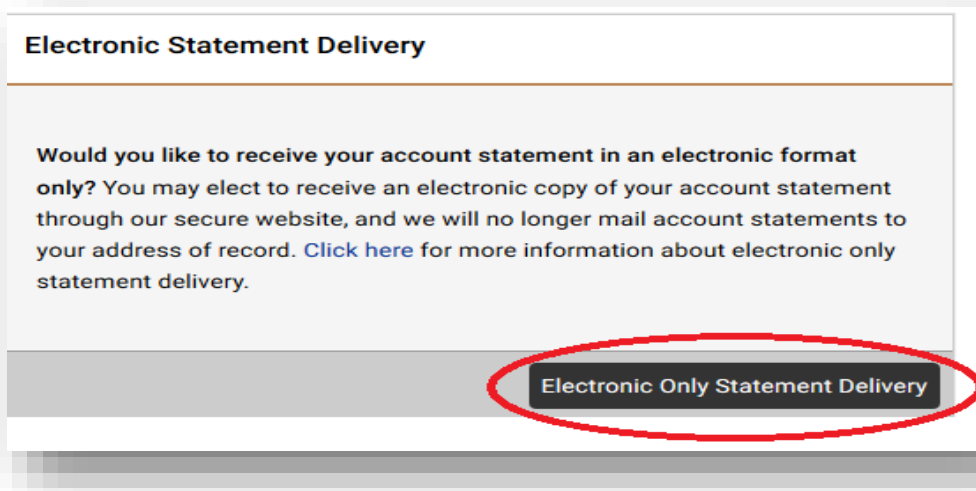 Electronic Statement Delivery
Would you like to receive your account statement in an electronic format
only? You may elect to receive an electronic copy of your account statement
through our secure website, and we will no longer mail account statements to
your address of record. Click here for more information about electronic only
statement delivery.
Electronic Only Statement Delivery